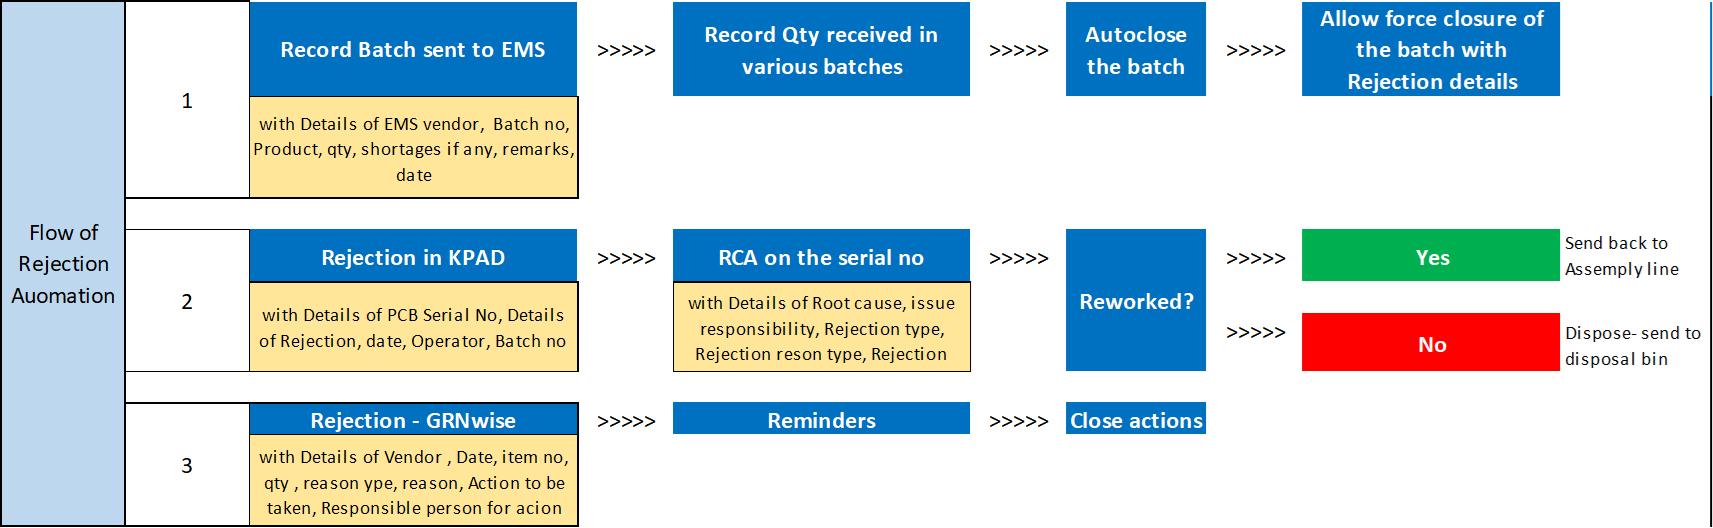 Flow of
Rejection
Auomation
1
Record Batch sent to EMS
>>>>>
Record Qty received in
various batches
>>>>>
Autoclose
the batch
>>>>>
Allow force closure of
the batch with
Rejection details
with Details of EMS vendor, Batch no,
Product, qty, shortages if any, remarks,
date
2
Rejection in KPAD
>>>>>
RCA on the serial no
>>>>>
Reworked?
>>>>>
Yes
Send back to
Assemply line
with Details of PCB Serial No, Details
of Rejection, date, Operator, Batch no
with Details of Root cause, issue
responsibility, Rejection type,
Rejection reson type, Rejection
>>>>>
No
Dispose- send to
disposal bin
3
Rejection - GRNwise
>>>>>
Reminders
>>>>>
Close actions
with Details of Vendor , Date, item no,
qty , reason ype, reason, Action to be
taken, Responsible person for acion